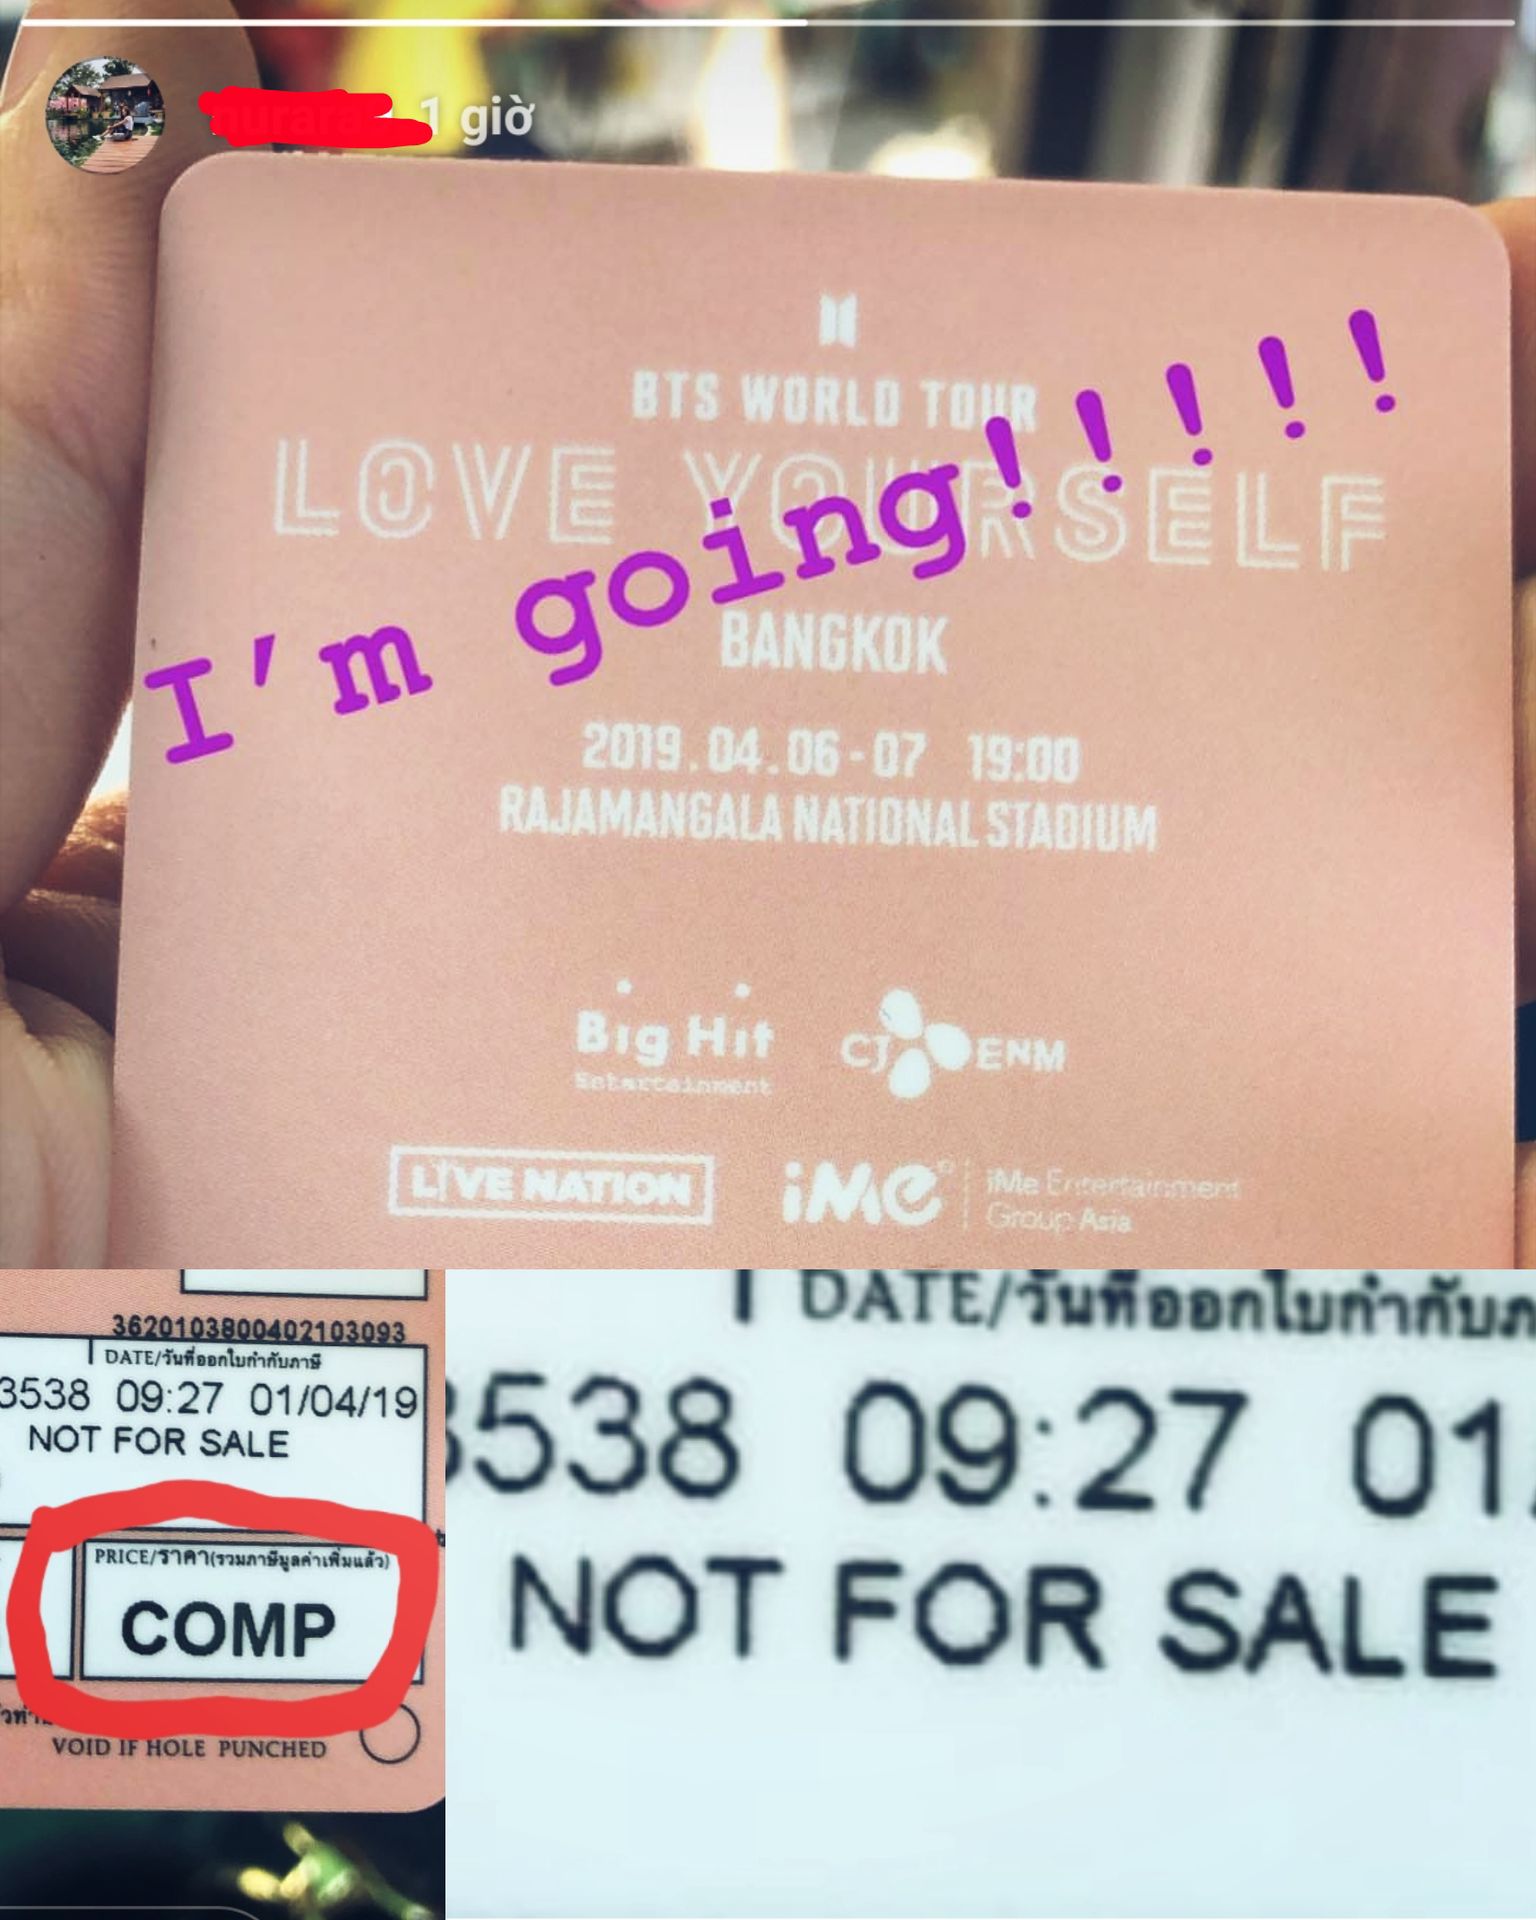 1 giờ
BTS WORLD TOUR
LOVE YOURSELF
I'm going!!!!!
BANGKOK
2019.04.06-07 19:00
RAJAMANGALA NATIONAL STADIUM
Big Hit
Entertainment
CJ ENM
LIVE NATION
iMe
iMe Entertainment
Group Asia
3620103800402103093
DATE/วันที่ออกใบกำกับภาษี
3538 09:27 01/04/19
NOT FOR SALE
PRICE/ราคา(รวมภาษีมูลค่าเพิ่มแล้ว)
COMP
VOID IF HOLE PUNCHED
DATE/วันที่ออกใบกำกับภ
3538 09:27 01
NOT FOR SALE